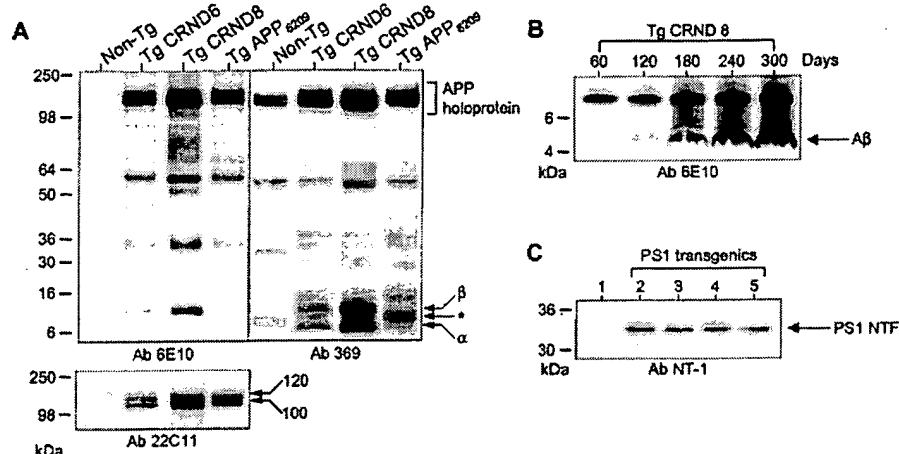 A
Non-Tg
Tg CRND6
Tg CRND8
Tg APP6209
Non-Tg
Tg CRND6
Tg CRND8
Tg APP6209
250
98
64
50
36
30
16
6
APP
holoprotein
β
*
α
Ab 6E10
Ab 369
250
98
kDa
120
100
Ab 22C11
B
Tg CRND 8
60 120 180 240 300 Days
6
4
kDa
Aβ
Ab 6E10
C
PS1 transgenics
1 2 3 4 5
36
30
kDa
PS1 NTF
Ab NT-1